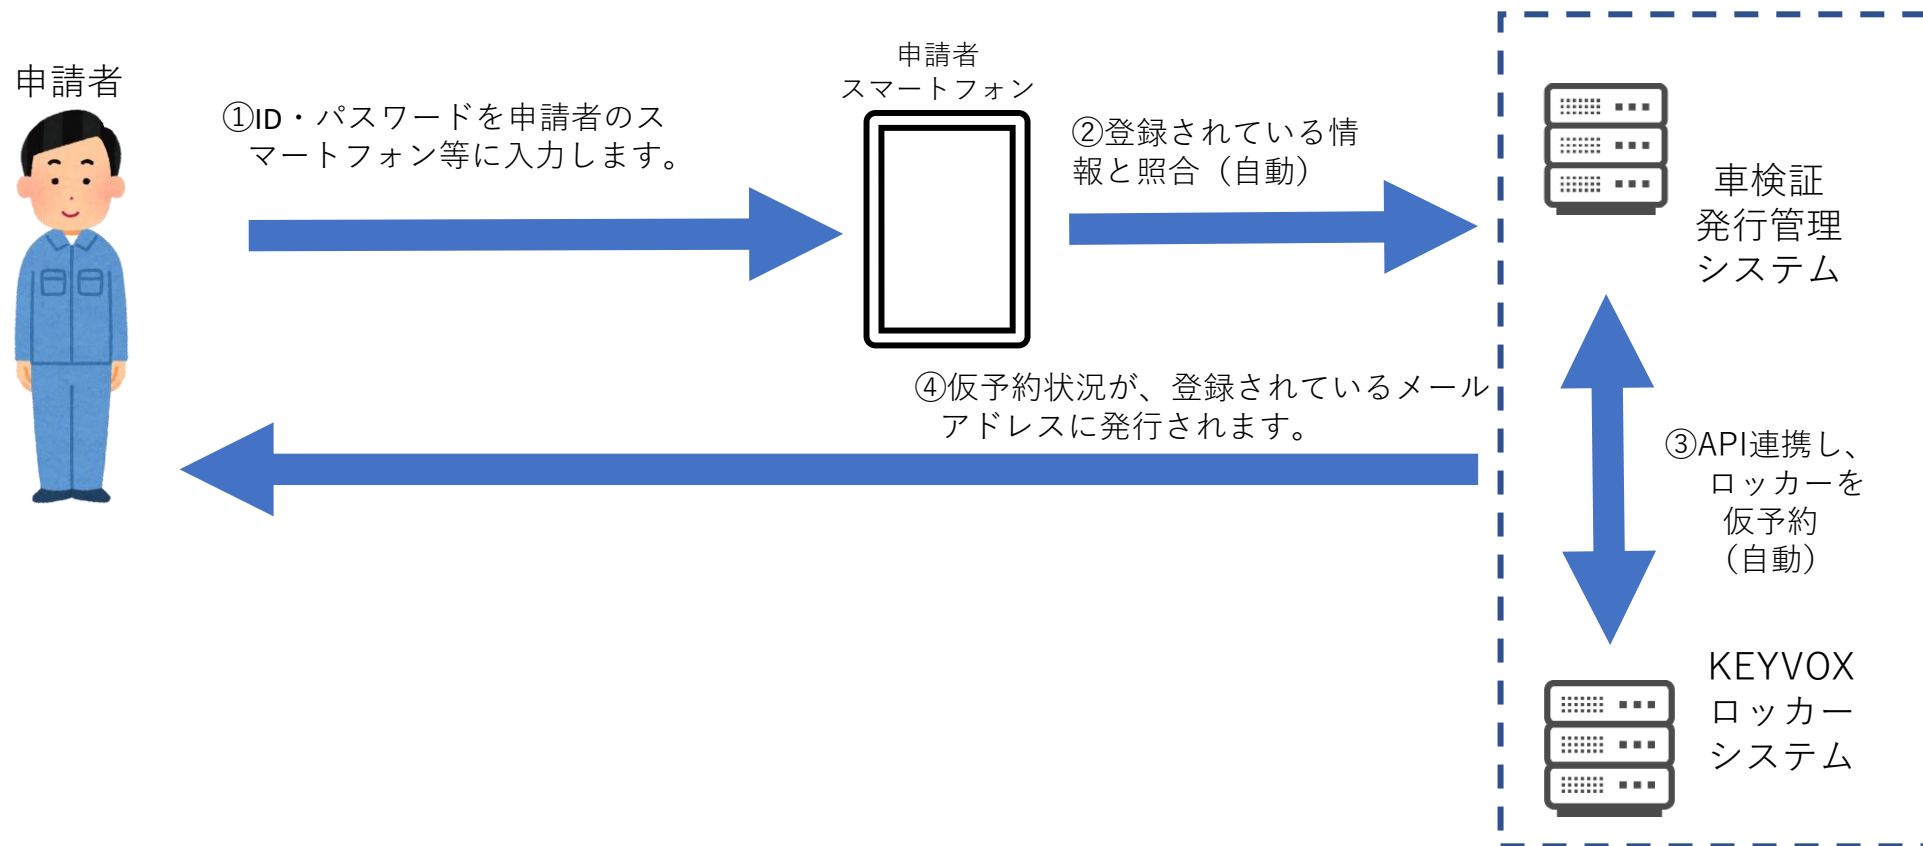 申請者
①ID・パスワードを申請者のス
マートフォン等に入力します。
申請者
スマートフォン
②登録されている情
報と照合（自動）
車検証
発行管理
システム
④仮予約状況が、登録されているメール
アドレスに発行されます。
③API連携し、
ロッカーを
仮予約
（自動）
KEYVOX
ロッカー
システム